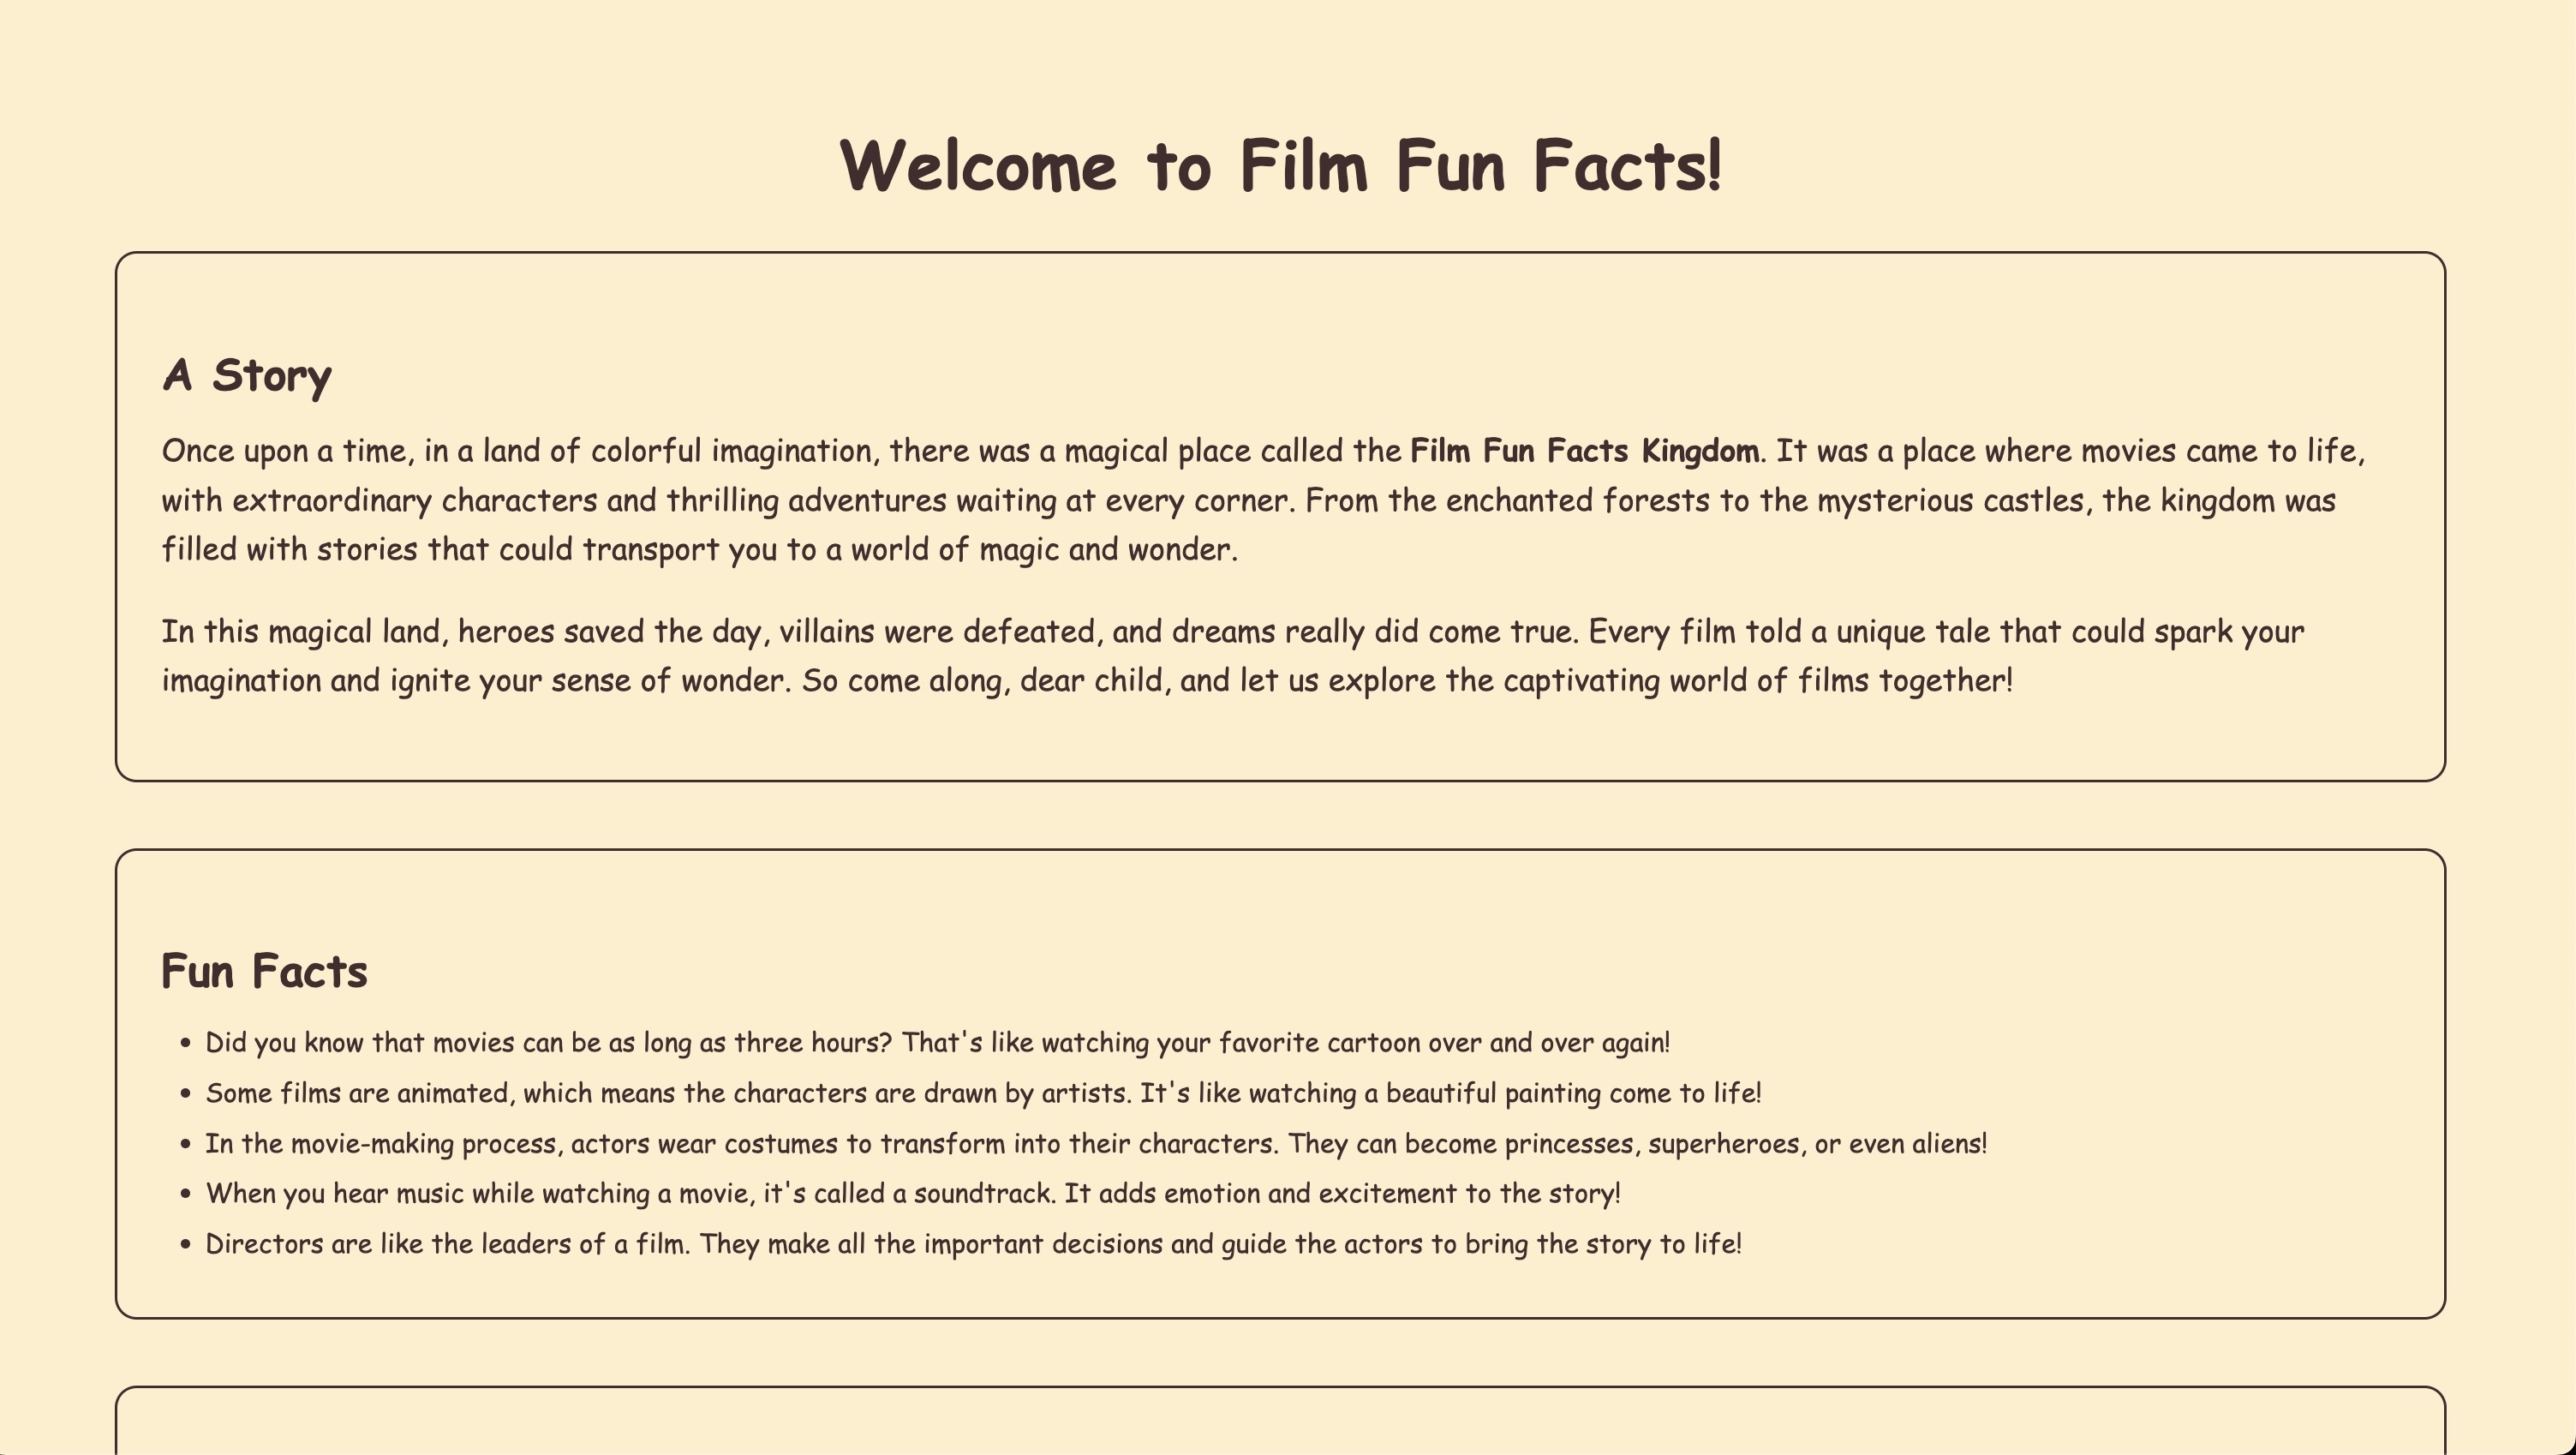 Welcome to Film Fun Facts!
A Story
Once upon a time, in a land of colorful imagination, there was a magical place called the Film Fun Facts Kingdom. It was a place where movies came to life,
with extraordinary characters and thrilling adventures waiting at every corner. From the enchanted forests to the mysterious castles, the kingdom was
filled with stories that could transport you to a world of magic and wonder.
In this magical land, heroes saved the day, villains were defeated, and dreams really did come true. Every film told a unique tale that could spark your
imagination and ignite your sense of wonder. So come along, dear child, and let us explore the captivating world of films together!
Fun Facts
• Did you know that movies can be as long as three hours? That's like watching your favorite cartoon over and over again!
• Some films are animated, which means the characters are drawn by artists. It's like watching a beautiful painting come to life!
• In the movie-making process, actors wear costumes to transform into their characters. They can become princesses, superheroes, or even aliens!
• When you hear music while watching a movie, it's called a soundtrack. It adds emotion and excitement to the story!
• Directors are like the leaders of a film. They make all the important decisions and guide the actors to bring the story to life!